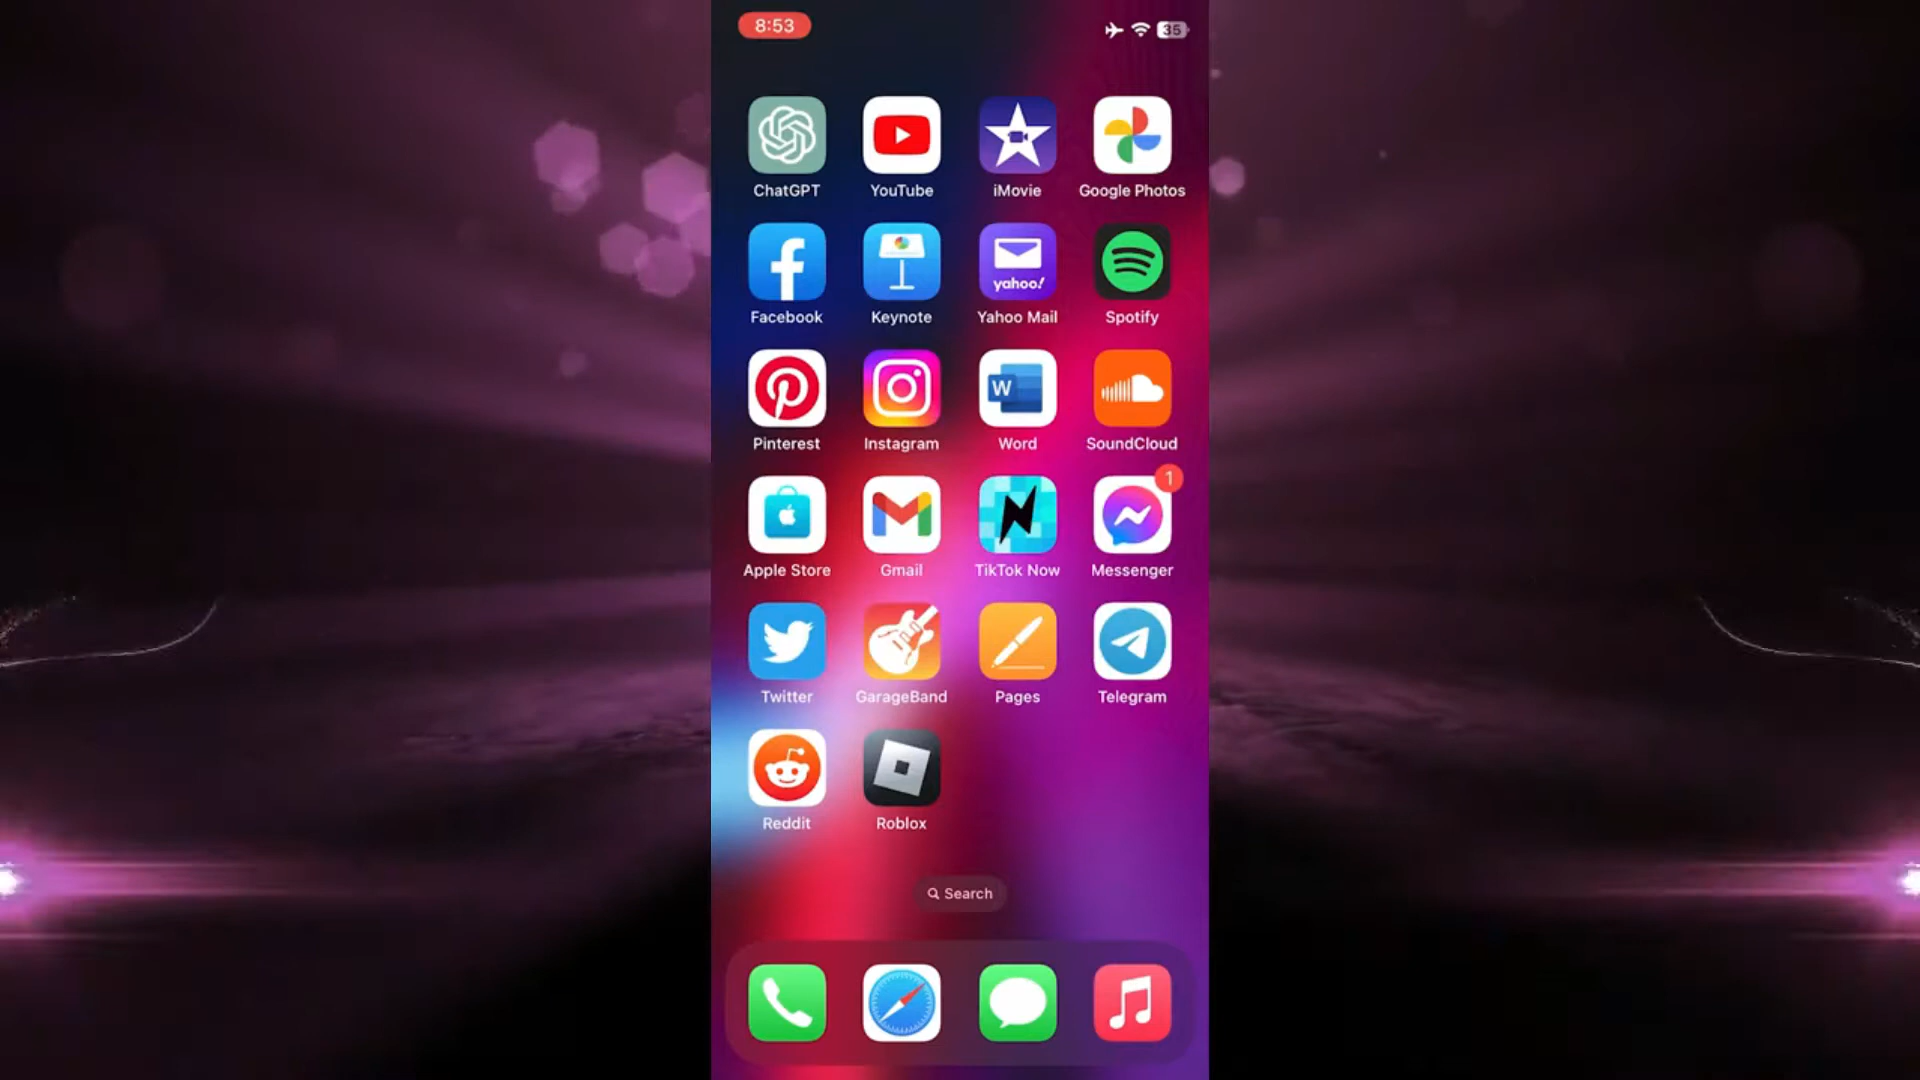 8:53
35
ChatGPT
YouTube
iMovie
Google Photos
yahoo!
Facebook
Keynote
Yahoo Mail
Spotify
W
Pinterest
Instagram
Word
SoundCloud
1
Apple Store
Gmail
TikTok Now
Messenger
Twitter
GarageBand
Pages
Telegram
Reddit
Roblox
Search